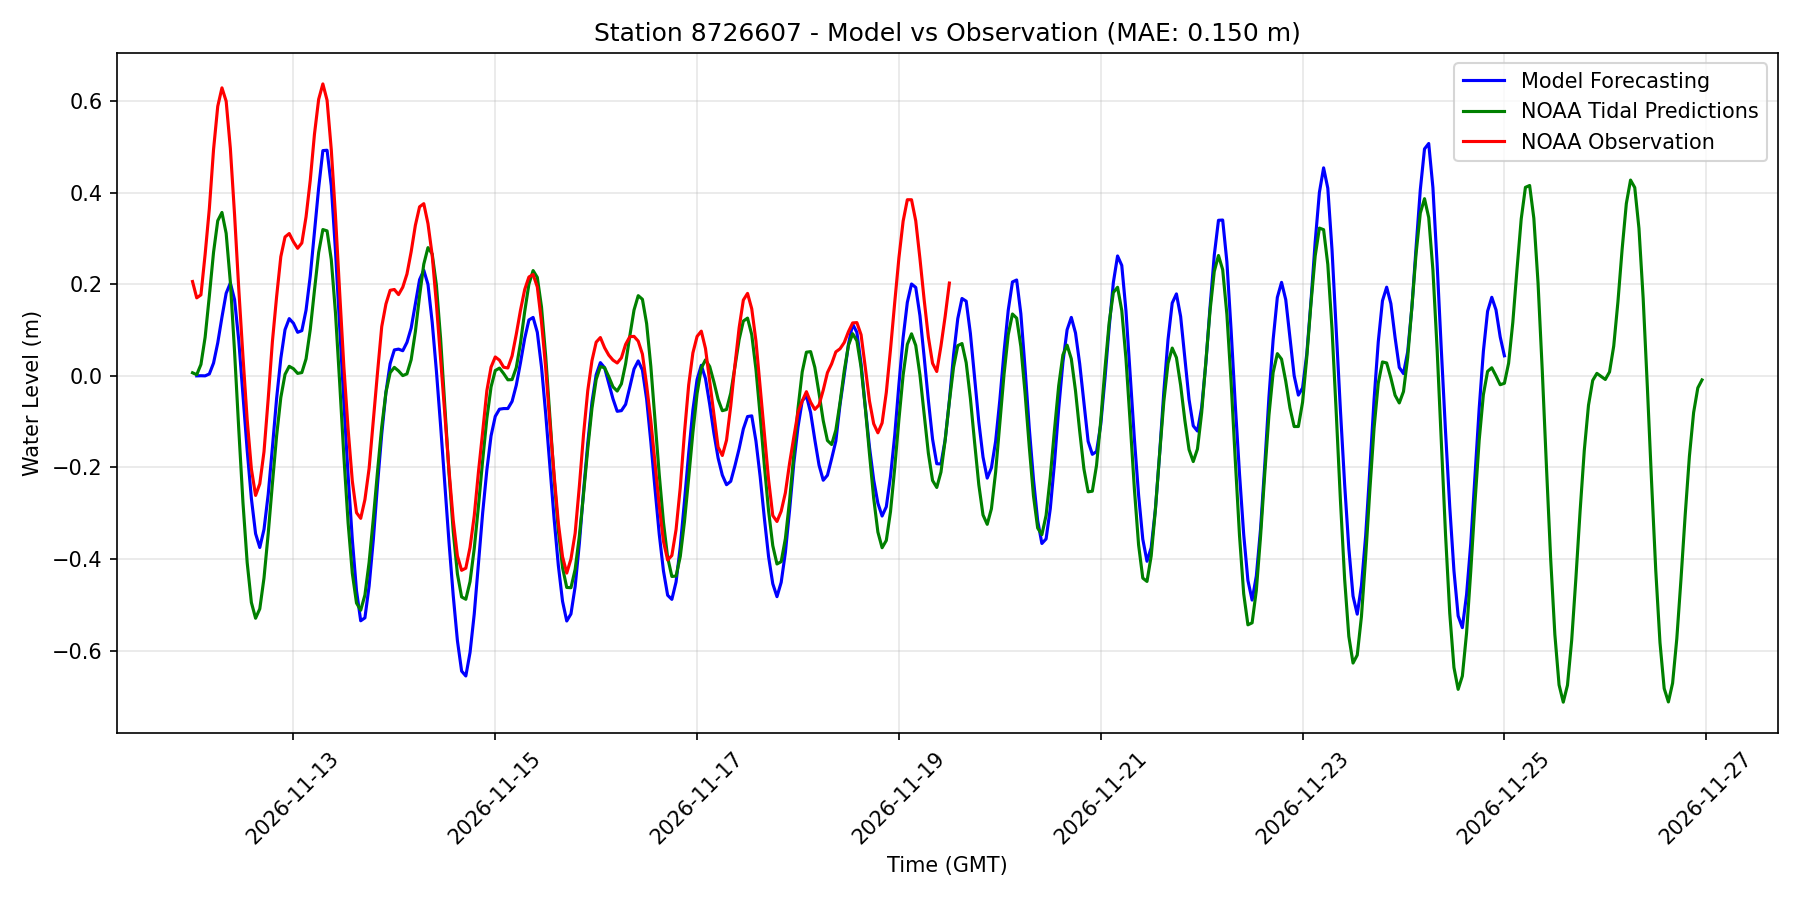 Station 8726607 - Model vs Observation (MAE: 0.150 m)
Model Forecasting
NOAA Tidal Predictions
NOAA Observation
Water Level (m)
0.6
0.4
0.2
0.0
−0.2
−0.4
−0.6
2026-11-13
2026-11-15
2026-11-17
2026-11-19
2026-11-21
2026-11-23
2026-11-25
2026-11-27
Time (GMT)